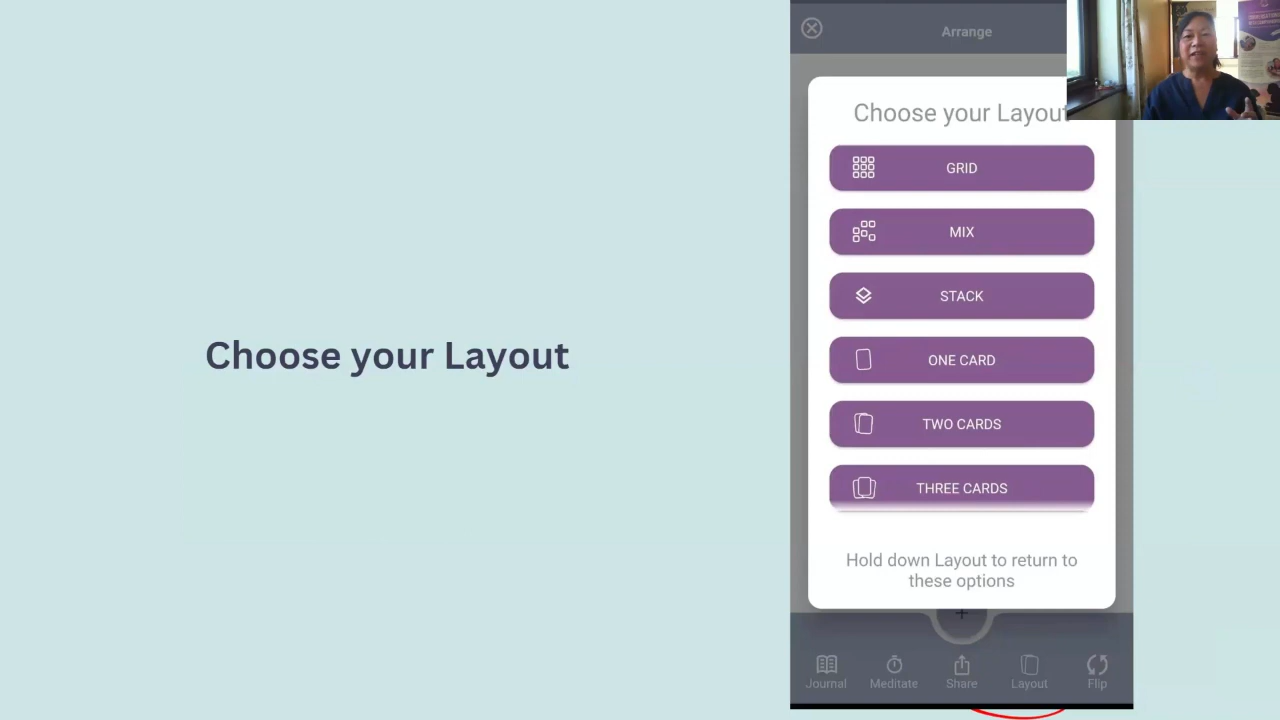 Choose your Layout
Arrange
Choose your Layout
GRID
MIX
STACK
ONE CARD
TWO CARDS
THREE CARDS
Hold down Layout to return to
these options
Journal
Meditate
Share
Layout
Flip